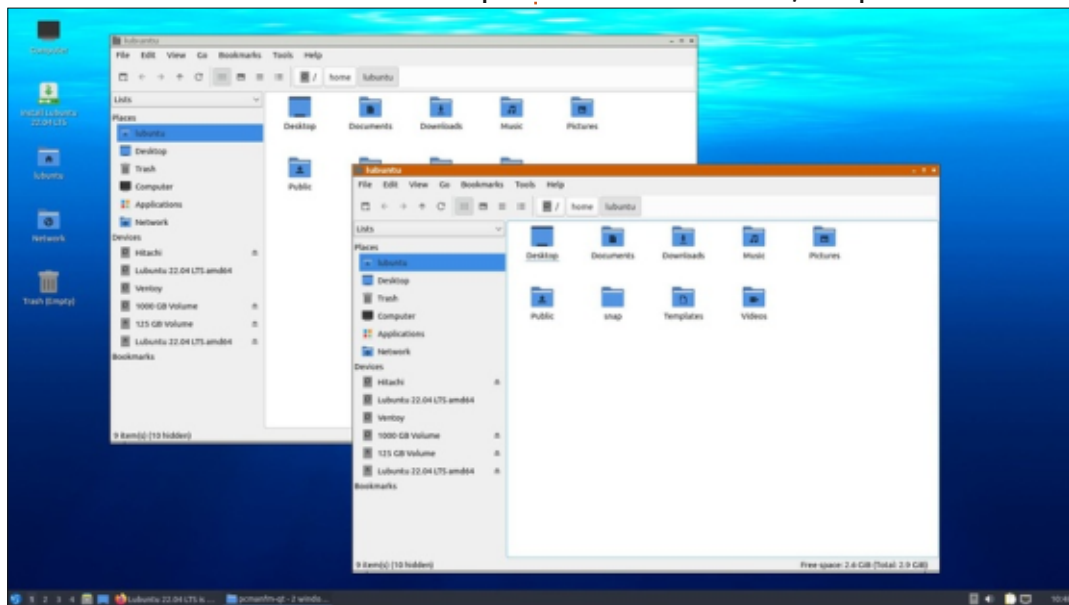 Computer
Install Lubuntu
22.04 LTS
lubuntu
Network
Trash (Empty)
lubuntu
File Edit View Go Bookmarks Tools Help
/ home lubuntu
Lists
Places
lubuntu
Desktop
Trash
Computer
Applications
Network
Devices
Hitachi
Lubuntu 22.04 LTS amd64
Ventoy
1000 GB Volume
125 GB Volume
Lubuntu 22.04 LTS amd64
Bookmarks
Desktop Documents Downloads Music Pictures
Public
9 item(s) (10 hidden)
lubuntu
File Edit View Go Bookmarks Tools Help
/ home lubuntu
Lists
Places
lubuntu
Desktop
Trash
Computer
Applications
Network
Devices
Hitachi
Lubuntu 22.04 LTS amd64
Ventoy
1000 GB Volume
125 GB Volume
Lubuntu 22.04 LTS amd64
Bookmarks
Desktop Documents Downloads Music Pictures
Public snap Templates Videos
9 item(s) (10 hidden) Free space: 2.6 GiB (Total: 2.9 GiB)
1 2 3 4 Lubuntu 22.04 LTS is ... pcmanfm-qt - 2 windo...